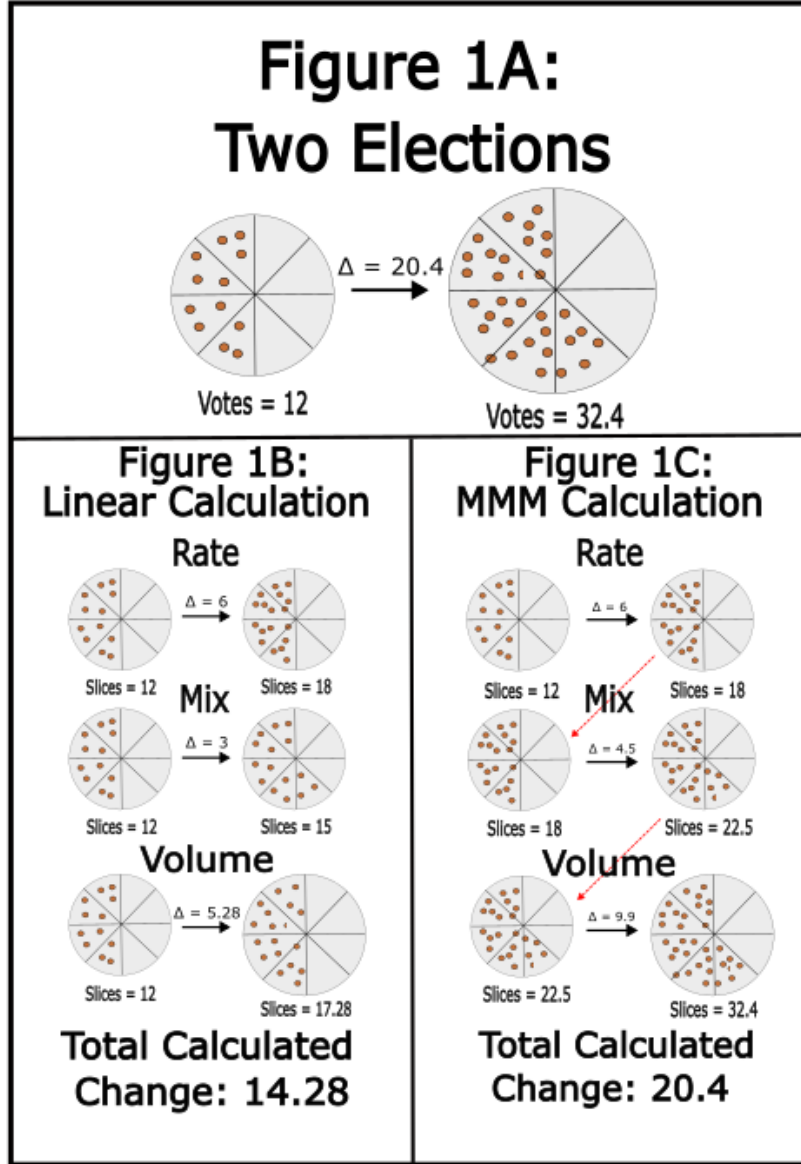 Figure 1A:
Two Elections
Δ = 20.4
Votes = 12
Votes = 32.4
Figure 1B:
Linear Calculation
Rate
Δ = 6
Slices = 12
Slices = 18
Mix
Δ = 3
Slices = 12
Slices = 15
Volume
Δ = 5.28
Slices = 12
Slices = 17.28
Total Calculated
Change: 14.28
Figure 1C:
MMM Calculation
Rate
Δ = 6
Slices = 12
Slices = 18
Mix
Δ = 4.5
Slices = 18
Slices = 22.5
Volume
Δ = 9.9
Slices = 22.5
Slices = 32.4
Total Calculated
Change: 20.4